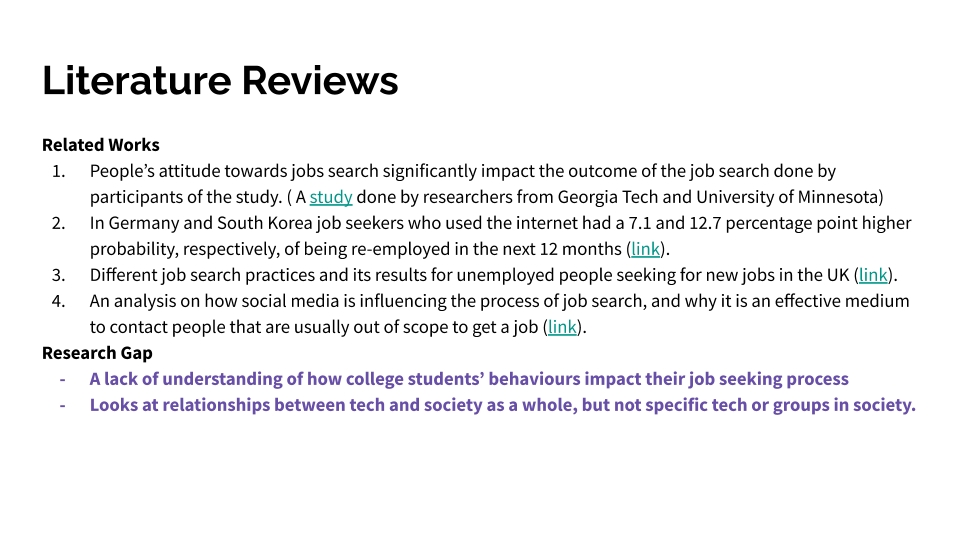 Literature Reviews
Related Works
1. People's attitude towards jobs search significantly impact the outcome of the job search done by
participants of the study. ( A study done by researchers from Georgia Tech and University of Minnesota)
2. In Germany and South Korea job seekers who used the internet had a 7.1 and 12.7 percentage point higher
probability, respectively, of being re-employed in the next 12 months (link).
3. Different job search practices and its results for unemployed people seeking for new jobs in the UK (link).
4. An analysis on how social media is influencing the process of job search, and why it is an effective medium
to contact people that are usually out of scope to get a job (link).
Research Gap
- A lack of understanding of how college students' behaviours impact their job seeking process
- Looks at relationships between tech and society as a whole, but not specific tech or groups in society.